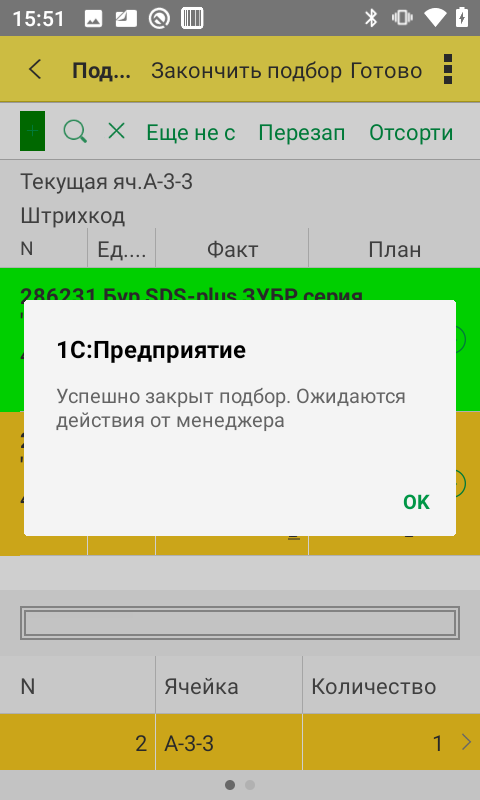 15:51
Под... Закончить подбор Готово
Еще не с Перезап Отсорти
Текущая яч.А-3-3
Штрихкод
N Ед.... Факт План
286231 Бур SDS-plus ЗУБР серия
1С:Предприятие
Успешно закрыт подбор. Ожидаются
действия от менеджера
OK
N Ячейка Количество
2 А-3-3 1